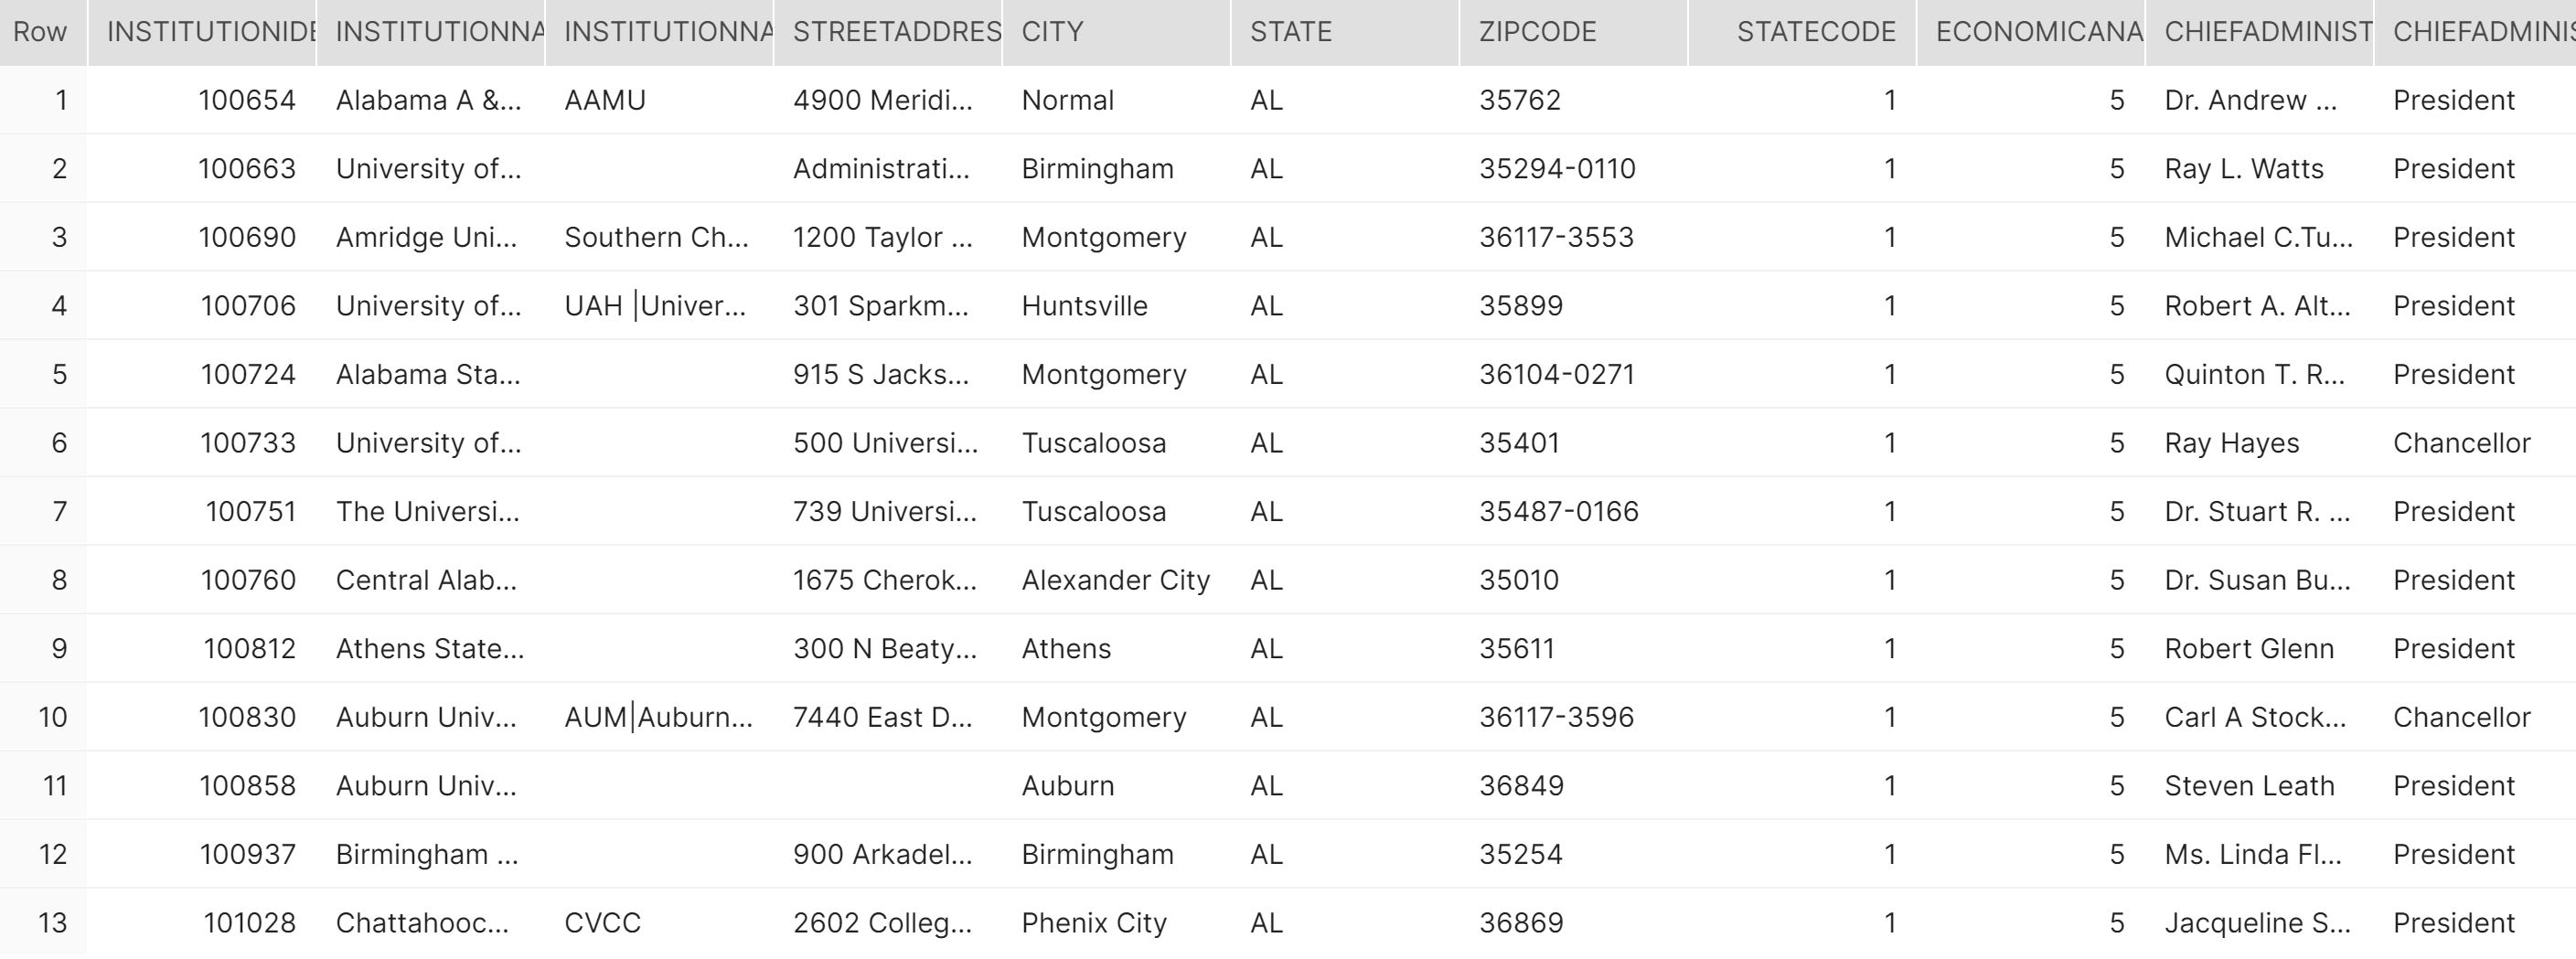 Row INSTITUTIONIDE INSTITUTIONNA INSTITUTIONNA STREETADDRES CITY STATE ZIPCODE STATECODE ECONOMICANA CHIEFADMINIST CHIEFADMINIS
1 100654 Alabama A &... AAMU 4900 Meridi... Normal AL 35762 1 5 Dr. Andrew ... President
2 100663 University of... Administrati... Birmingham AL 35294-0110 1 5 Ray L. Watts President
3 100690 Amridge Uni... Southern Ch... 1200 Taylor ... Montgomery AL 36117-3553 1 5 Michael C.Tu... President
4 100706 University of... UAH |Univer... 301 Sparkm... Huntsville AL 35899 1 5 Robert A. Alt... President
5 100724 Alabama Sta... 915 S Jacks... Montgomery AL 36104-0271 1 5 Quinton T. R... President
6 100733 University of... 500 Universi... Tuscaloosa AL 35401 1 5 Ray Hayes Chancellor
7 100751 The Universi... 739 Universi... Tuscaloosa AL 35487-0166 1 5 Dr. Stuart R. ... President
8 100760 Central Alab... 1675 Cherok... Alexander City AL 35010 1 5 Dr. Susan Bu... President
9 100812 Athens State... 300 N Beaty... Athens AL 35611 1 5 Robert Glenn President
10 100830 Auburn Univ... AUM|Auburn... 7440 East D... Montgomery AL 36117-3596 1 5 Carl A Stock... Chancellor
11 100858 Auburn Univ... Auburn AL 36849 1 5 Steven Leath President
12 100937 Birmingham ... 900 Arkadel... Birmingham AL 35254 1 5 Ms. Linda Fl... President
13 101028 Chattahooc... CVCC 2602 Colleg... Phenix City AL 36869 1 5 Jacqueline S... President